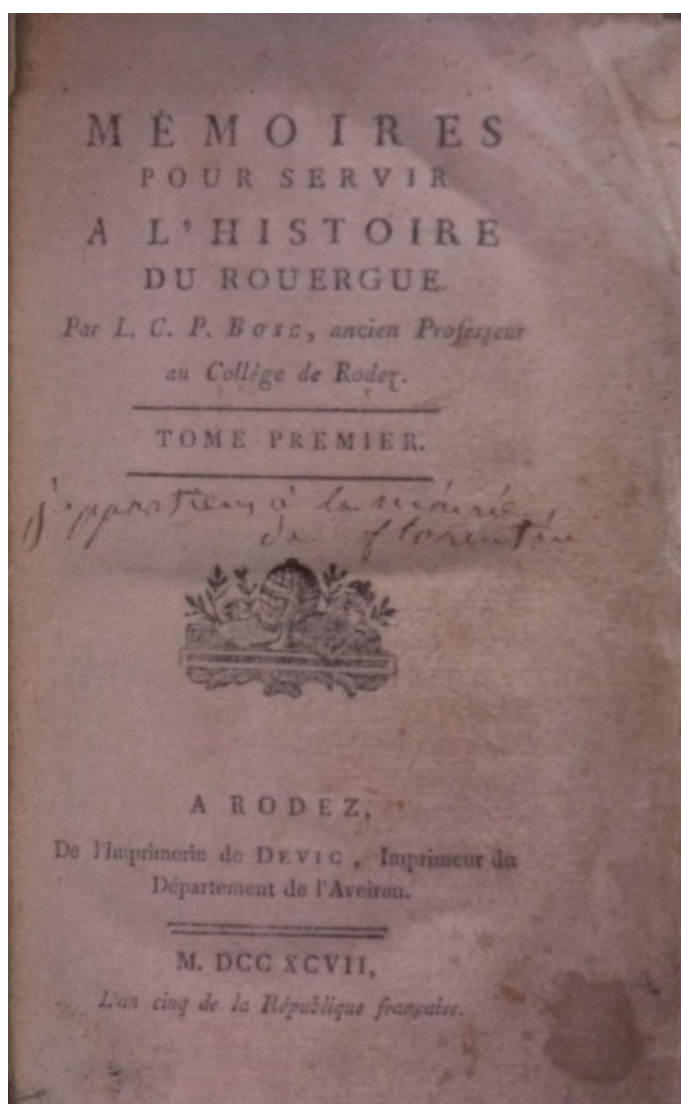 MÉMOIRES
POUR SERVIR
A L'HISTOIRE
DU ROUERGUE.
Par L. C. P. Bosc, ancien Professeur
au Collège de Rodez.
TOME PREMIER.
j'appartiens à la mairie
de florentin
A RODEZ,
De l'Imprimerie de DEVIC, Imprimeur du
Département de l'Aveiron.
M. DCC XCVII,
L'an cinq de la République française.